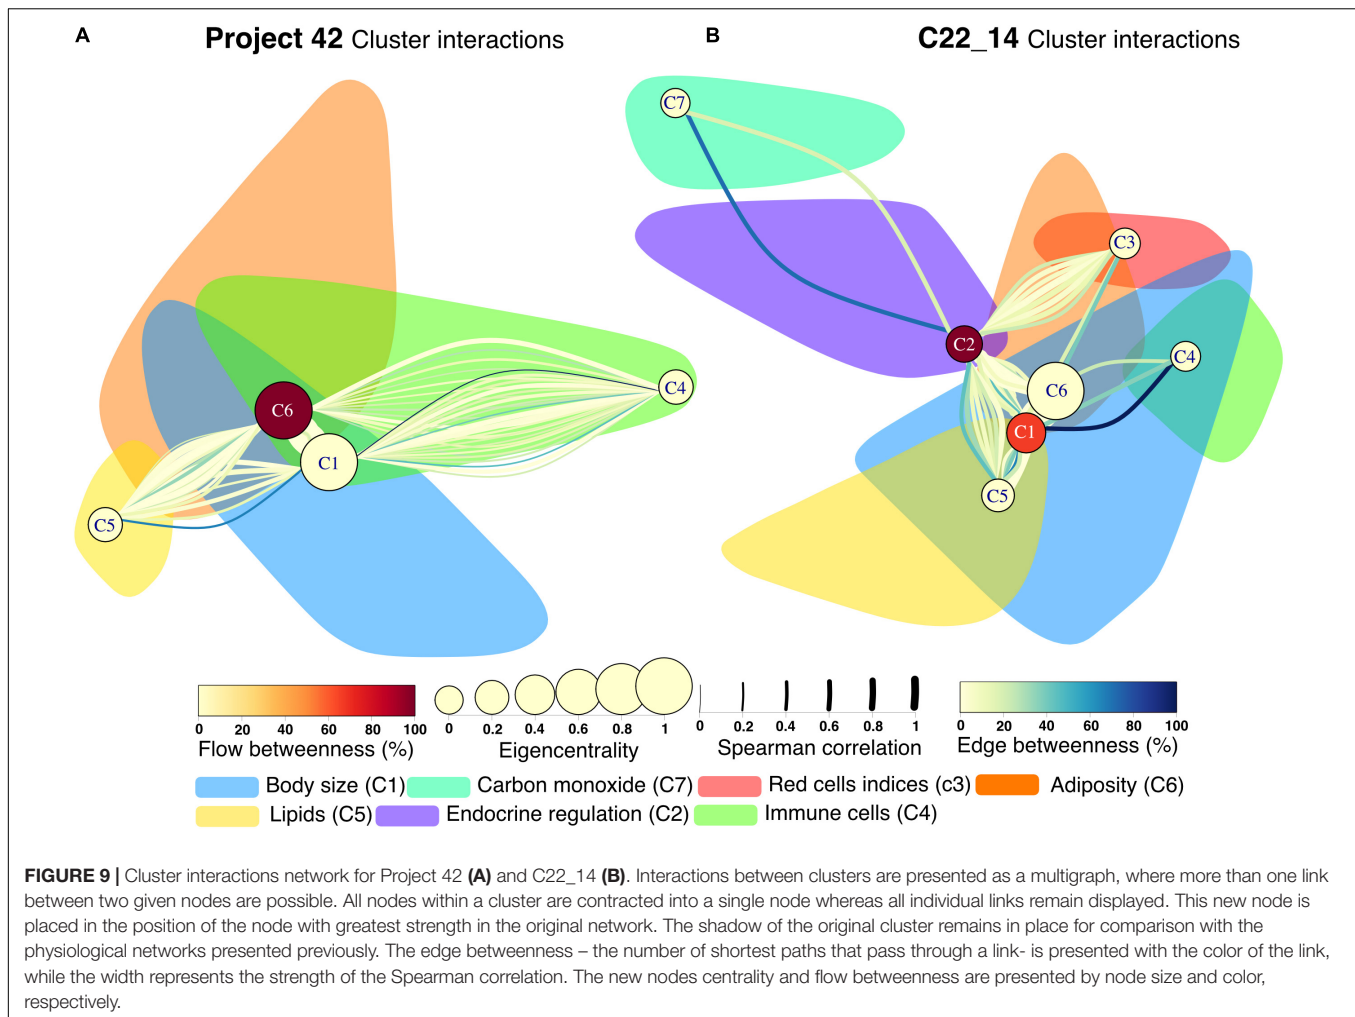 A
Project 42 Cluster interactions
B
C22_14 Cluster interactions
C7
C3
C2
C4
C6
C1
C5
C6
C4
C1
C5
0 20 40 60 80 100
Flow betweenness (%)
0 0.2 0.4 0.6 0.8 1
Eigencentrality
0 0.2 0.4 0.6 0.8 1
Spearman correlation
0 20 40 60 80 100
Edge betweenness (%)
Body size (C1) Carbon monoxide (C7) Red cells indices (c3) Adiposity (C6)
Lipids (C5) Endocrine regulation (C2) Immune cells (C4)
FIGURE 9 | Cluster interactions network for Project 42 (A) and C22_14 (B). Interactions between clusters are presented as a multigraph, where more than one link
between two given nodes are possible. All nodes within a cluster are contracted into a single node whereas all individual links remain displayed. This new node is
placed in the position of the node with greatest strength in the original network. The shadow of the original cluster remains in place for comparison with the
physiological networks presented previously. The edge betweenness – the number of shortest paths that pass through a link- is presented with the color of the link,
while the width represents the strength of the Spearman correlation. The new nodes centrality and flow betweenness are presented by node size and color,
respectively.